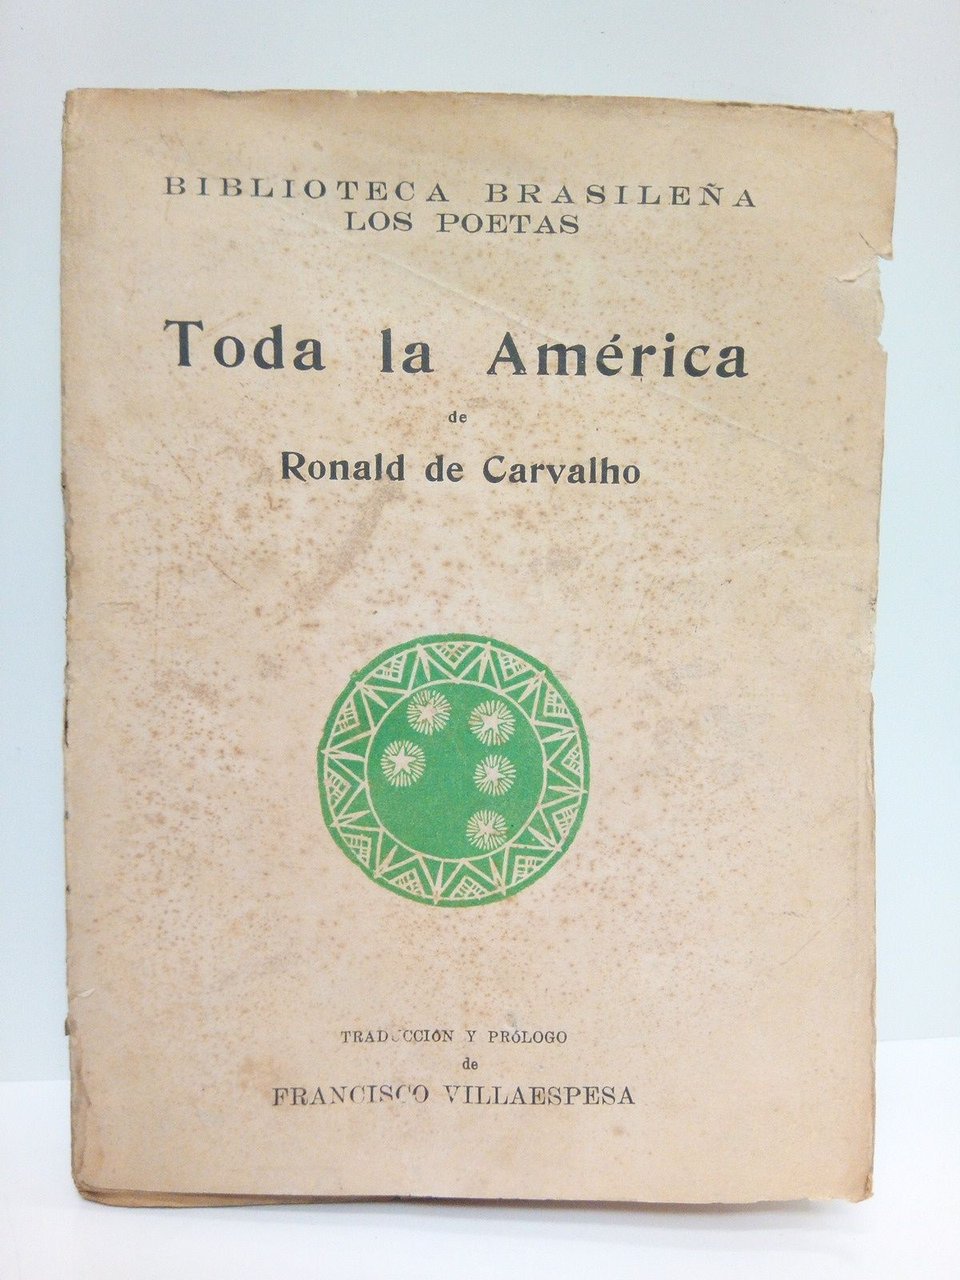 BIBLIOTECA BRASILEÑA
LOS POETAS
Toda la América
de
Ronald de Carvalho
TRADUCCIÓN Y PRÓLOGO
de
FRANCISCO VILLAESPESA